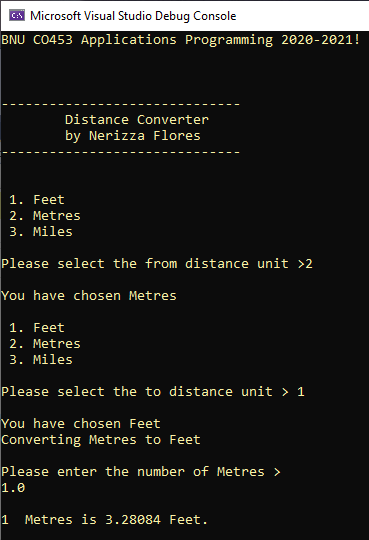 Microsoft Visual Studio Debug Console
BNU CO453 Applications Programming 2020-2021!
------------------------------
Distance Converter
by Nerizza Flores
------------------------------
1. Feet
2. Metres
3. Miles
Please select the from distance unit >2
You have chosen Metres
1. Feet
2. Metres
3. Miles
Please select the to distance unit > 1
You have chosen Feet
Converting Metres to Feet
Please enter the number of Metres >
1.0
1  Metres is 3.28084 Feet.